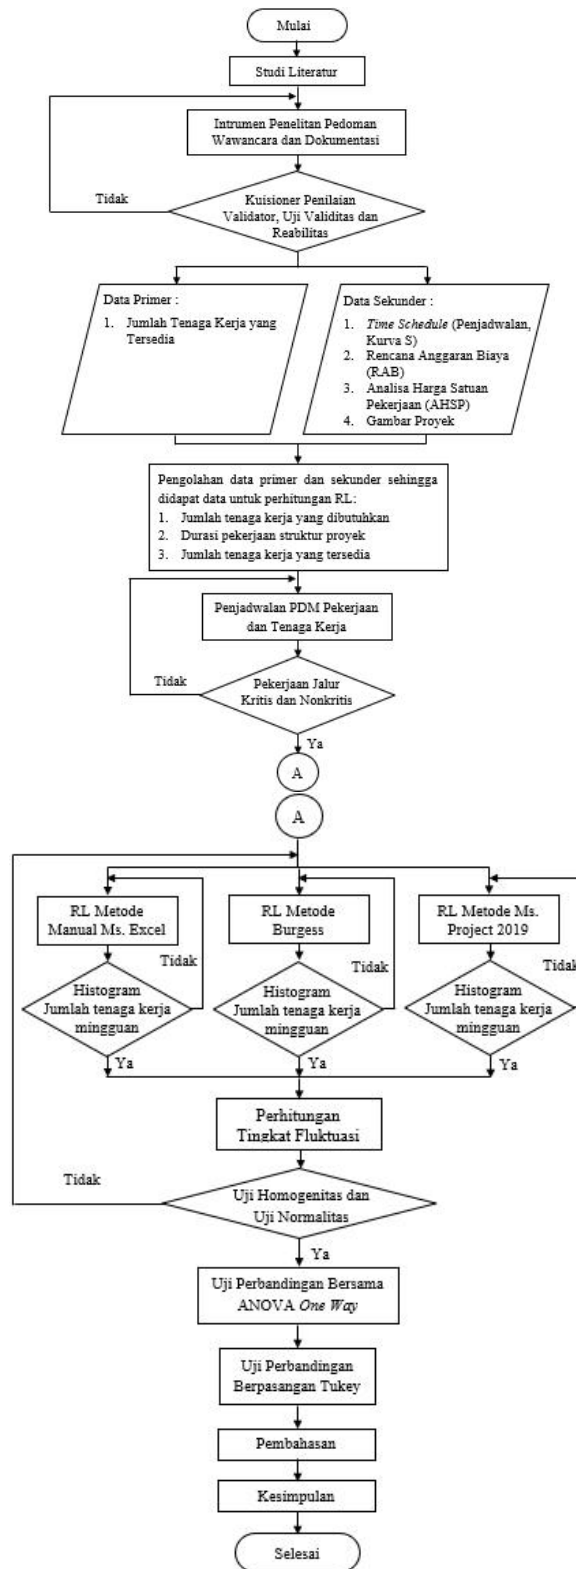 Mulai
Studi Literatur
Intrumen Penelitan Pedoman
Wawancara dan Dokumentasi
Tidak
Kuisioner Penilaian
Validator, Uji Validitas dan
Reabilitas
Data Primer :
1. Jumlah Tenaga Kerja yang
Tersedia
Data Sekunder :
1. Time Schedule (Penjadwalan,
Kurva S)
2. Rencana Anggaran Biaya
(RAB)
3. Analisa Harga Satuan
Pekerjaan (AHSP)
4. Gambar Proyek
Pengolahan data primer dan sekunder sehingga
didapat data untuk perhitungan RL:
1. Jumlah tenaga kerja yang dibutuhkan
2. Durasi pekerjaan struktur proyek
3. Jumlah tenaga kerja yang tersedia
Penjadwalan PDM Pekerjaan
dan Tenaga Kerja
Tidak
Pekerjaan Jalur
Kritis dan Nonkritis
Ya
A
A
RL Metode
Manual Ms. Excel
RL Metode
Burgess
RL Metode Ms.
Project 2019
Tidak
Tidak
Tidak
Histogram
Jumlah tenaga kerja
mingguan
Histogram
Jumlah tenaga kerja
mingguan
Histogram
Jumlah tenaga kerja
mingguan
Ya
Ya
Ya
Perhitungan
Tingkat Fluktuasi
Tidak
Uji Homogenitas dan
Uji Normalitas
Ya
Uji Perbandingan Bersama
ANOVA One Way
Uji Perbandingan
Berpasangan Tukey
Pembahasan
Kesimpulan
Selesai